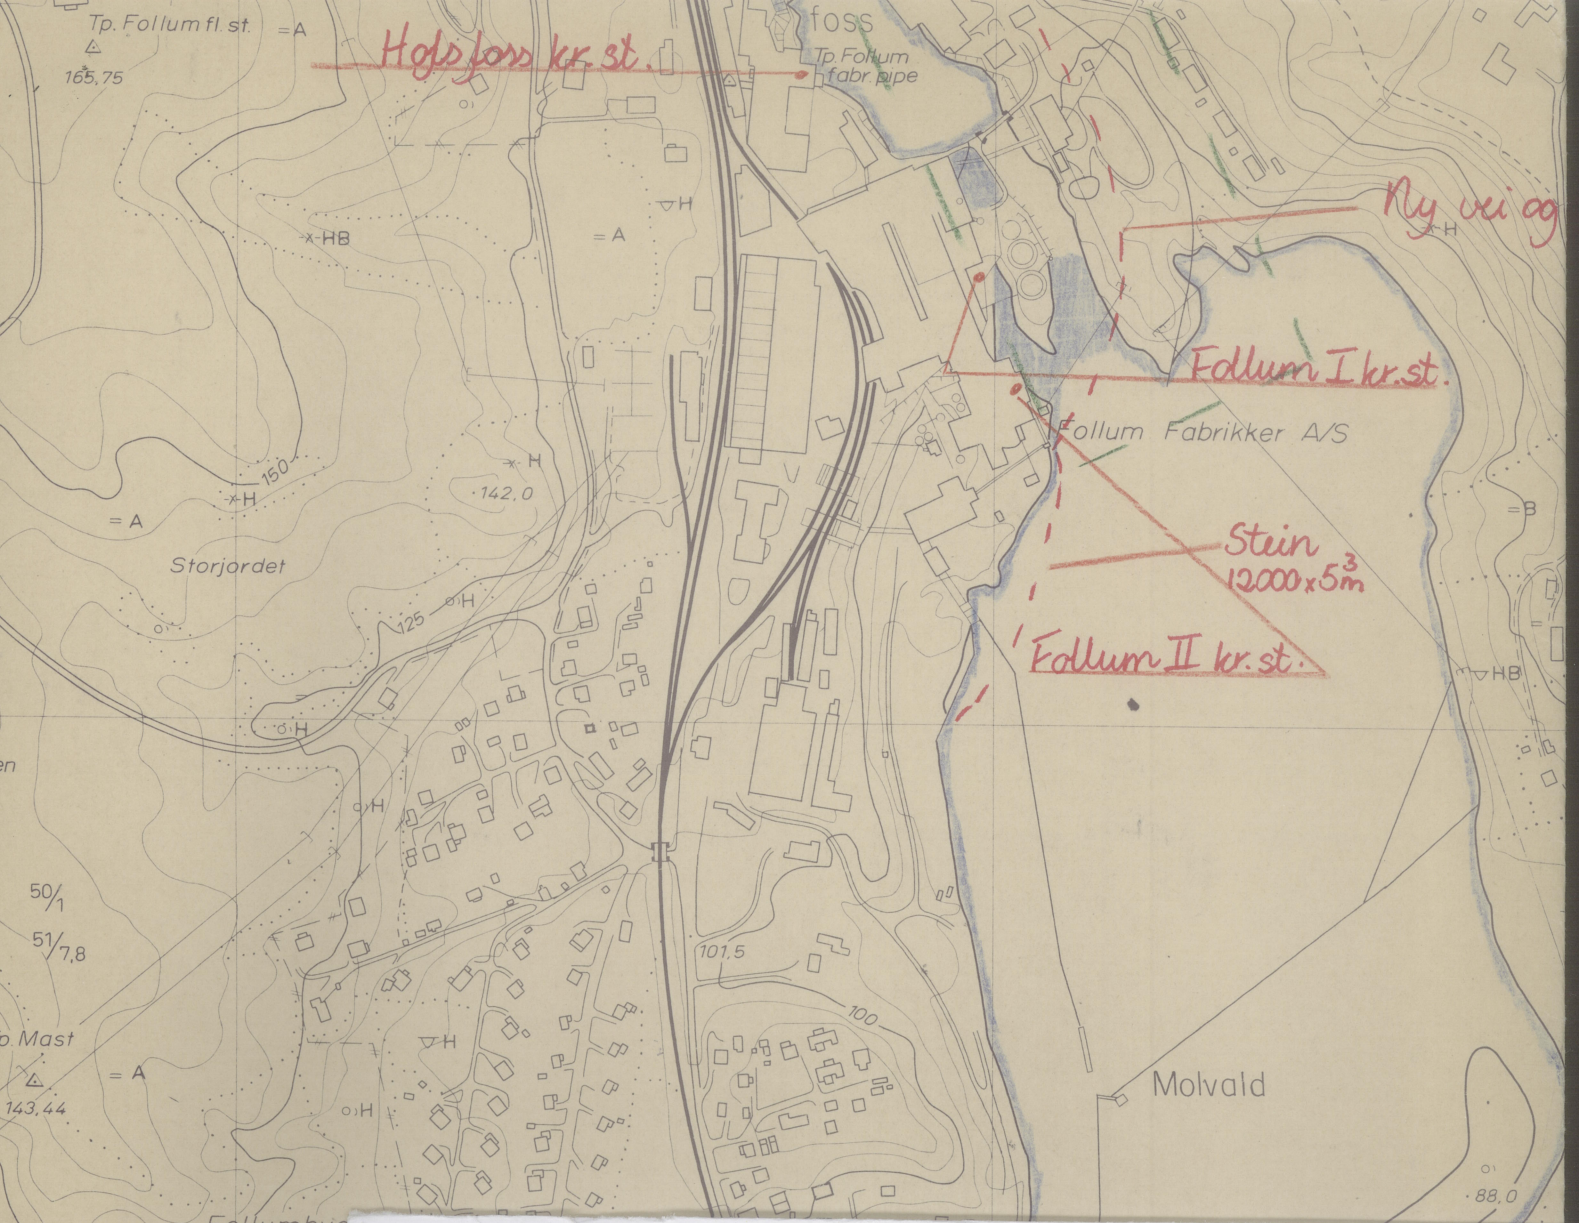 Tp. Follum fl. st.
= A
foss
Hofsfoss kr. st.
Tp. Follum
fabr. pipe
165,75
H
Ny vei og
HB
= A
H
Follum I kr. st.
Follum Fabrikker A/S
150
H
H
142,0
= A
= B
Storjordet
Stein
12000 x 5 m³
H
125
Follum II kr. st.
HB
H
en
H
50/1
51/7,8
101,5
100
Mast
H
= A
Molvald
143,44
H
88,0